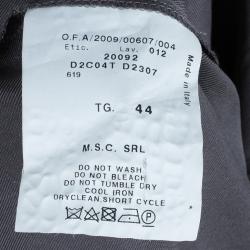 O.F.A/2009/00607/004
Etic. Lav. 012
20092
D2C04T D2307
619
Made in Italy
TG. 44
M.S.C. SRL
DO NOT WASH
DO NOT BLEACH
DO NOT TUMBLE DRY
COOL IRON
DRYCLEAN,SHORT CYCLE
P